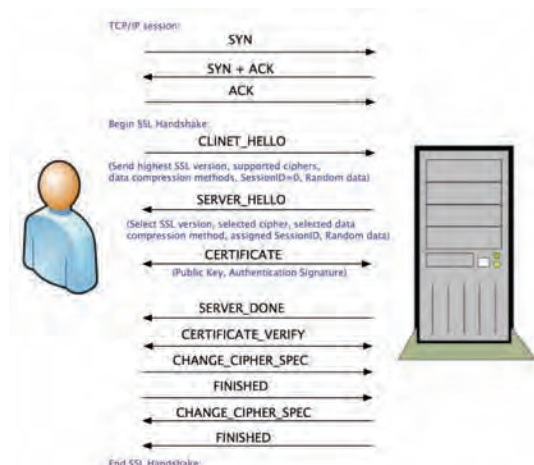 TCP/IP session:
SYN
SYN + ACK
ACK
Begin SSL Handshake:
CLINET_HELLO
(Send highest SSL version, supported ciphers,
data compression methods, SessionID=0, Random data)
SERVER_HELLO
(Select SSL version, selected cipher, selected data
compression method, assigned SessionID, Random data)
CERTIFICATE
(Public Key, Authentication Signature)
SERVER_DONE
CERTIFICATE_VERIFY
CHANGE_CIPHER_SPEC
FINISHED
CHANGE_CIPHER_SPEC
FINISHED
End SSL Handshake: